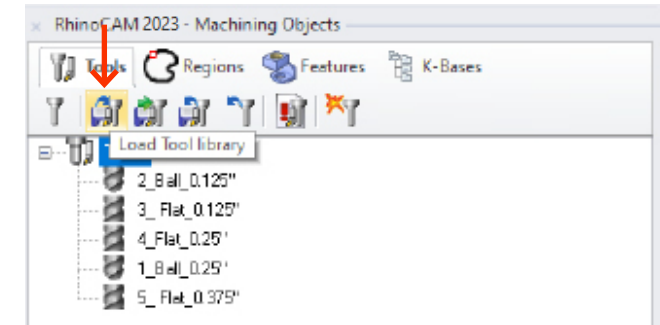 RhinoCAM 2023 - Machining Objects
Tools Regions Features K-Bases
Load Tool library
2_Ball_0.125"
3_ Flat_0.125"
4_Flat_0.25"
1_Ball_0.25"
5_ Flat_0.375"